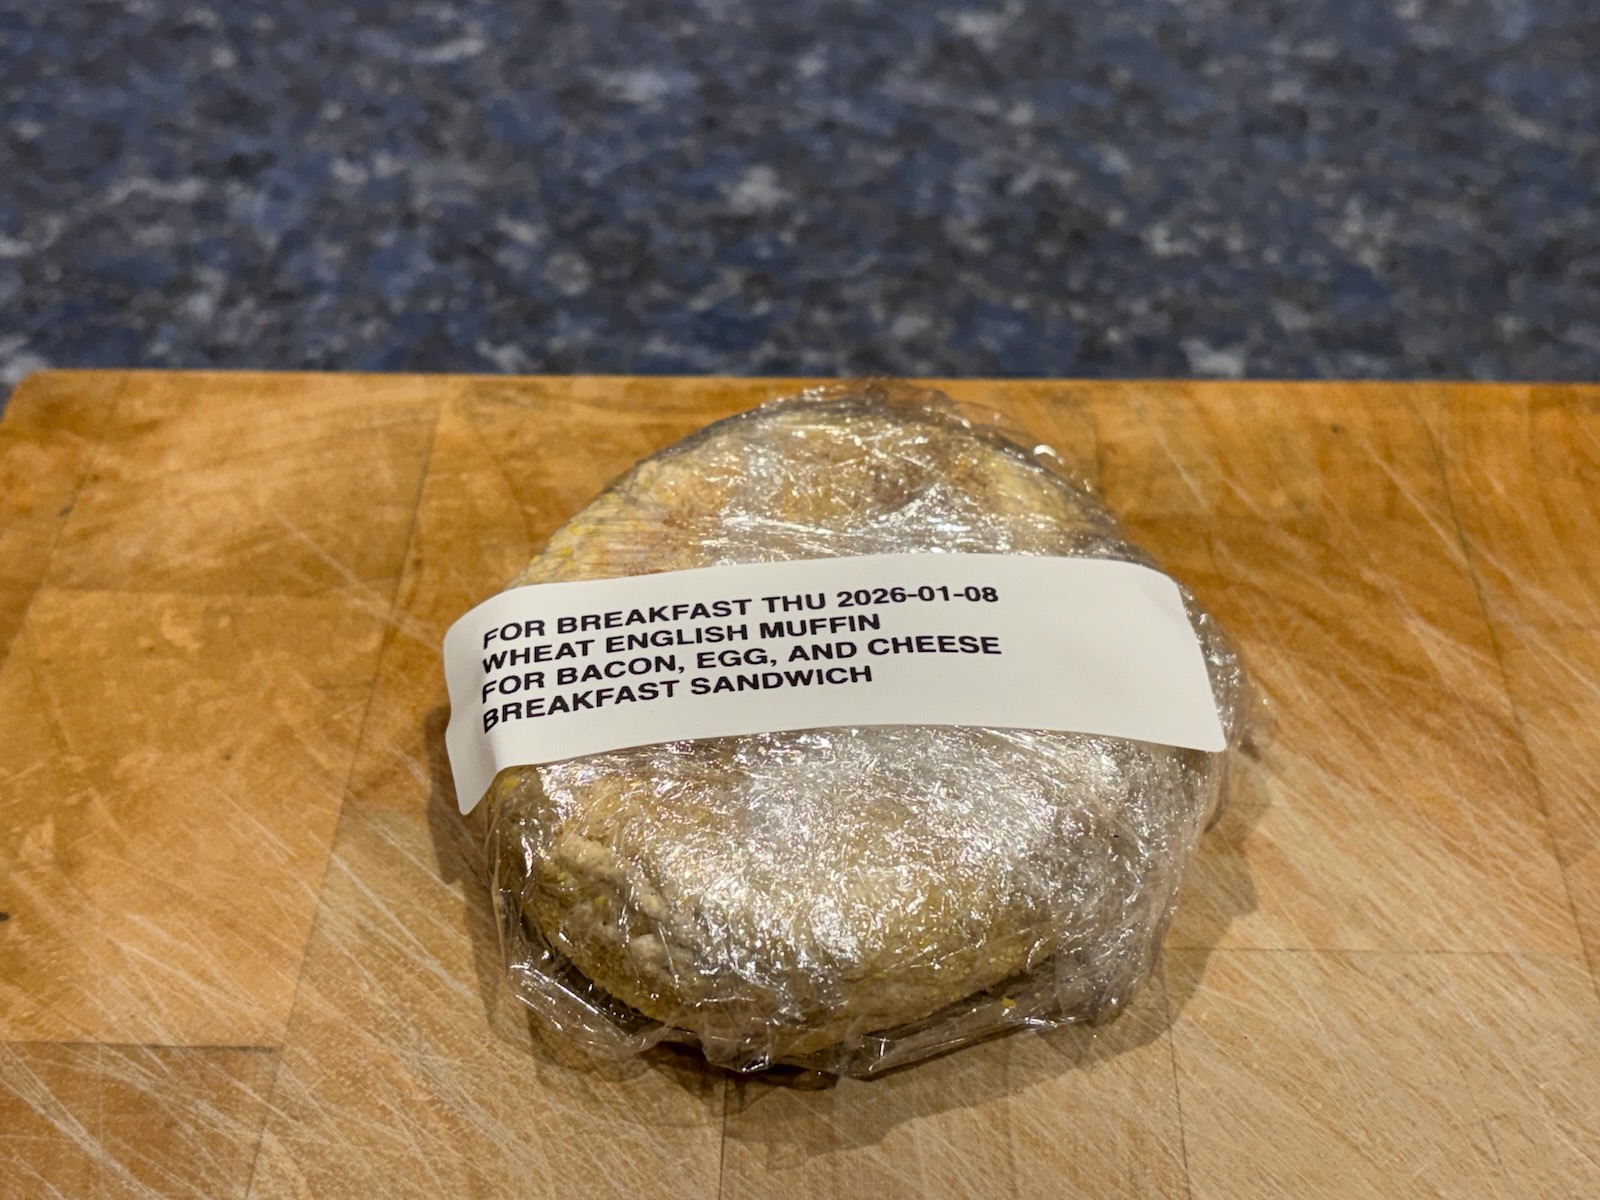 FOR BREAKFAST THU 2026-01-08
WHEAT ENGLISH MUFFIN
FOR BACON, EGG, AND CHEESE
BREAKFAST SANDWICH